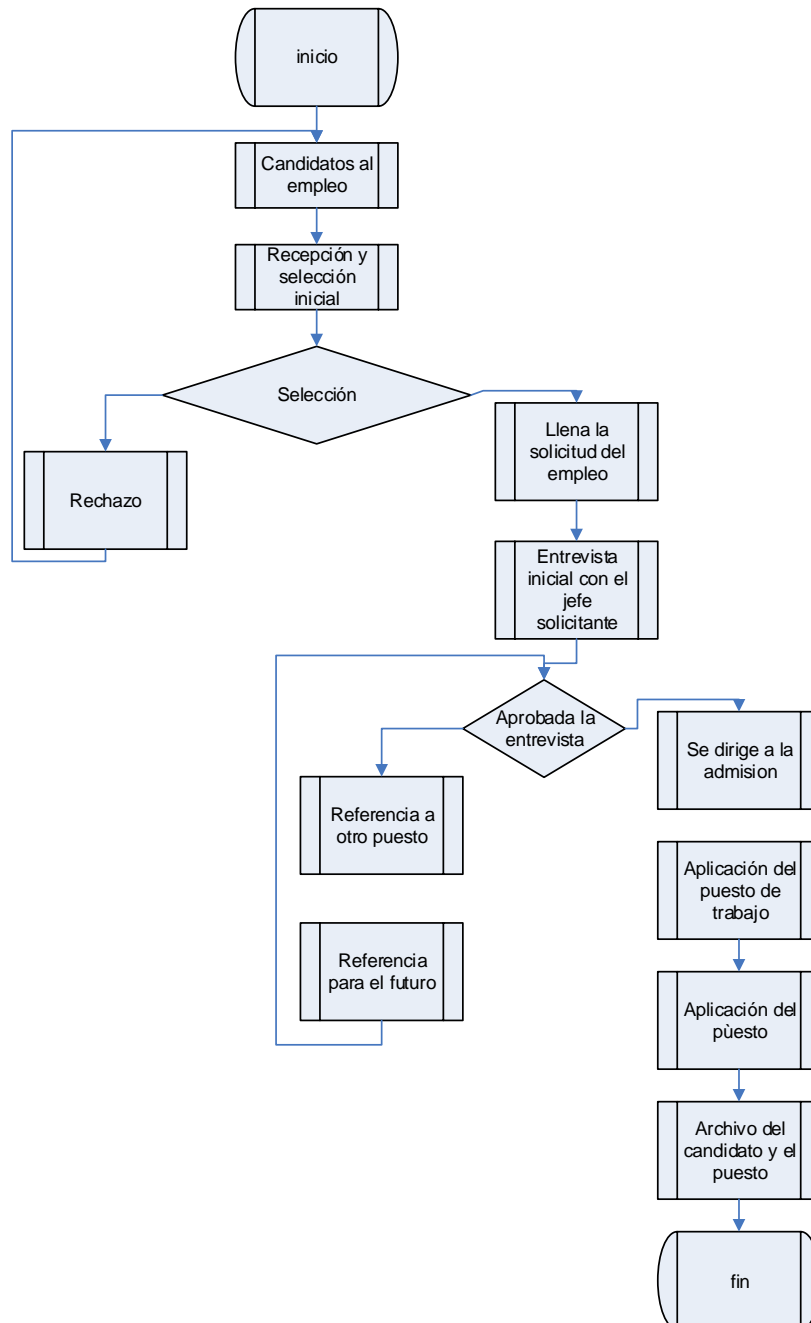 inicio
Candidatos al
empleo
Recepción y
selección
inicial
Selección
Rechazo
Llena la
solicitud del
empleo
Entrevista
inicial con el
jefe
solicitante
Aprobada la
entrevista
Se dirige a la
admision
Referencia a
otro puesto
Aplicación del
puesto de
trabajo
Referencia
para el futuro
Aplicación del
pùesto
Archivo del
candidato y el
puesto
fin